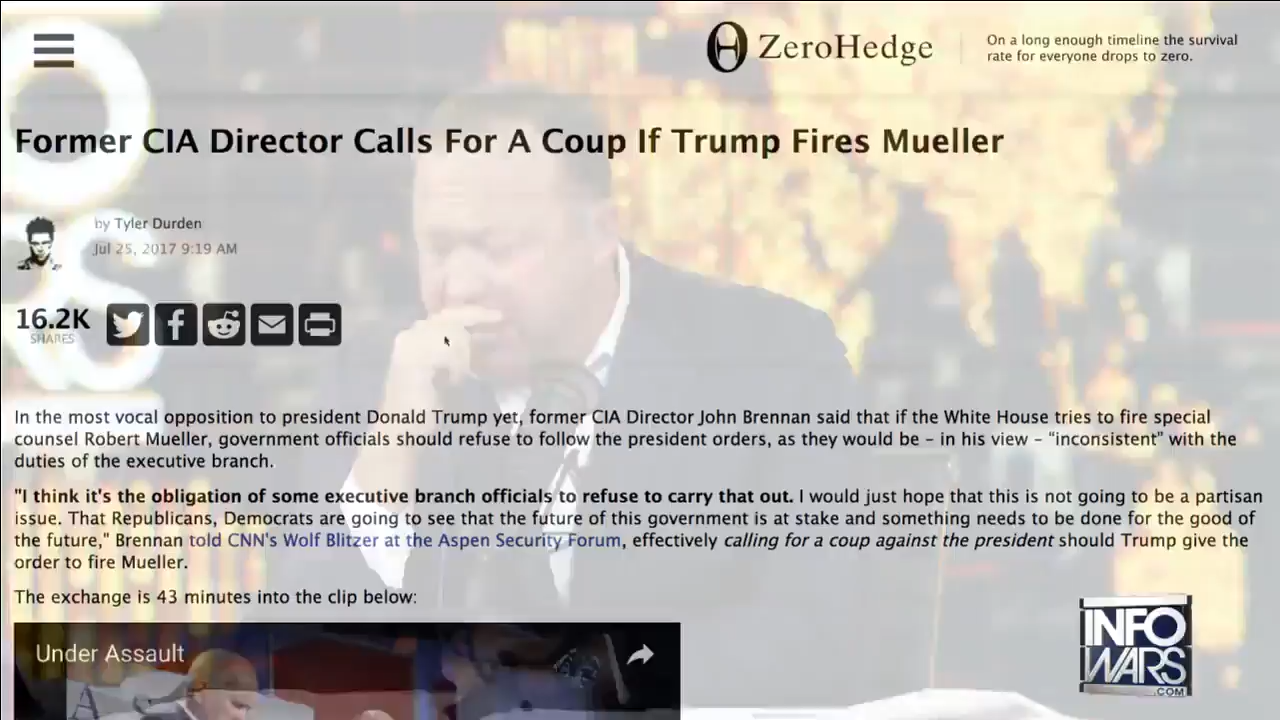 ZeroHedge
On a long enough timeline the survival
rate for everyone drops to zero.
Former CIA Director Calls For A Coup If Trump Fires Mueller
by Tyler Durden
Jul 25, 2017 9:19 AM
16.2K
SHARES
In the most vocal opposition to president Donald Trump yet, former CIA Director John Brennan said that if the White House tries to fire special
counsel Robert Mueller, government officials should refuse to follow the president orders, as they would be – in his view – "inconsistent" with the
duties of the executive branch.
"I think it's the obligation of some executive branch officials to refuse to carry that out. I would just hope that this is not going to be a partisan
issue. That Republicans, Democrats are going to see that the future of this government is at stake and something needs to be done for the good of
the future," Brennan told CNN's Wolf Blitzer at the Aspen Security Forum, effectively calling for a coup against the president should Trump give the
order to fire Mueller.
The exchange is 43 minutes into the clip below:
Under Assault
INFO
WARS
.COM